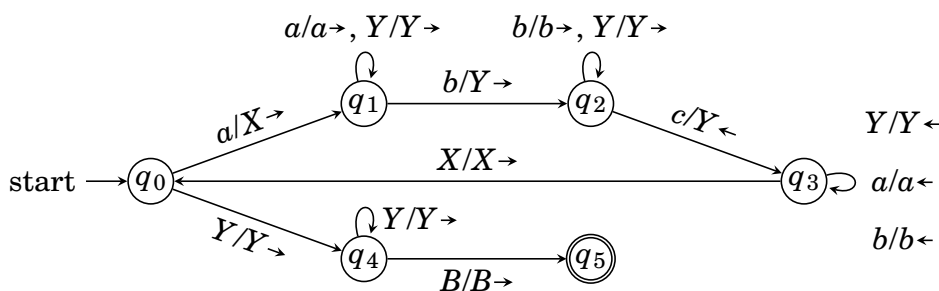 a/a→, Y/Y→
b/b→, Y/Y→
q1
b/Y→
q2
a/X→
c/Y←
Y/Y←
X/X→
start
q0
q3
a/a←
Y/Y→
Y/Y→
b/b←
q4
q5
B/B→